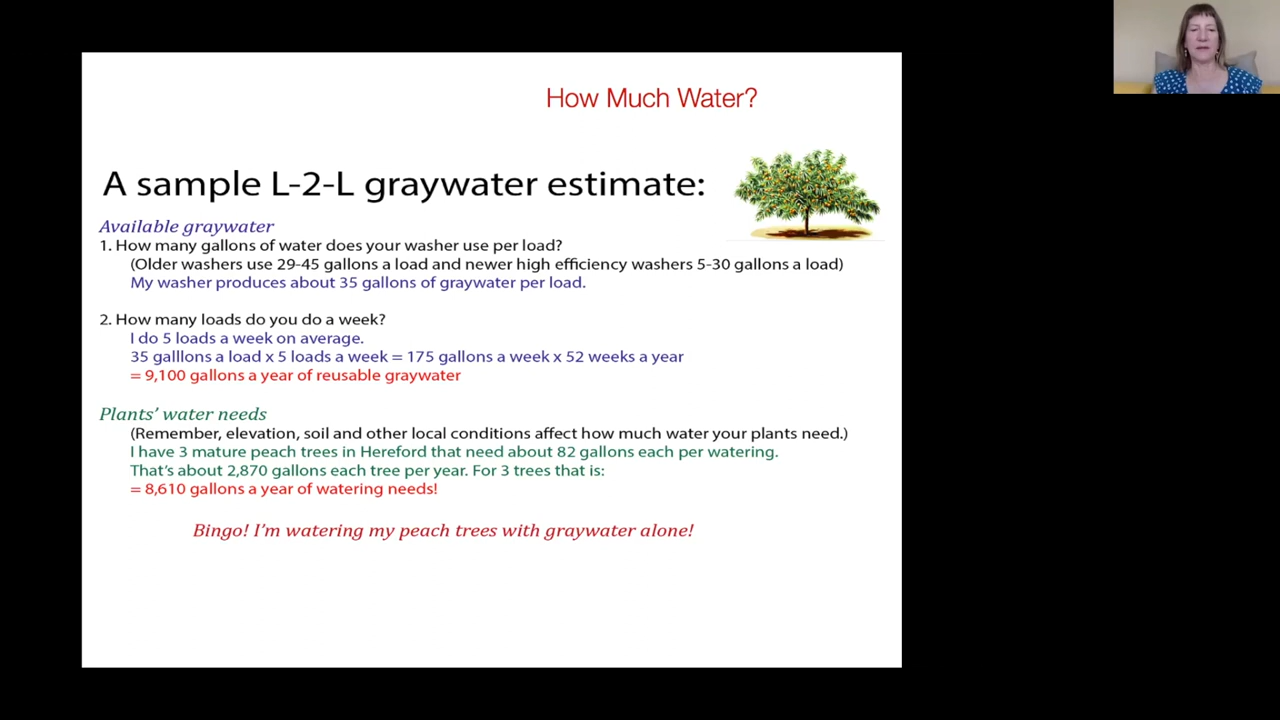 How Much Water?
A sample L-2-L graywater estimate:
Available graywater
1. How many gallons of water does your washer use per load?
(Older washers use 29-45 gallons a load and newer high efficiency washers 5-30 gallons a load)
My washer produces about 35 gallons of graywater per load.
2. How many loads do you do a week?
I do 5 loads a week on average.
35 galllons a load x 5 loads a week = 175 gallons a week x 52 weeks a year
= 9,100 gallons a year of reusable graywater
Plants’ water needs
(Remember, elevation, soil and other local conditions affect how much water your plants need.)
I have 3 mature peach trees in Hereford that need about 82 gallons each per watering.
That’s about 2,870 gallons each tree per year. For 3 trees that is:
= 8,610 gallons a year of watering needs!
Bingo! I’m watering my peach trees with graywater alone!